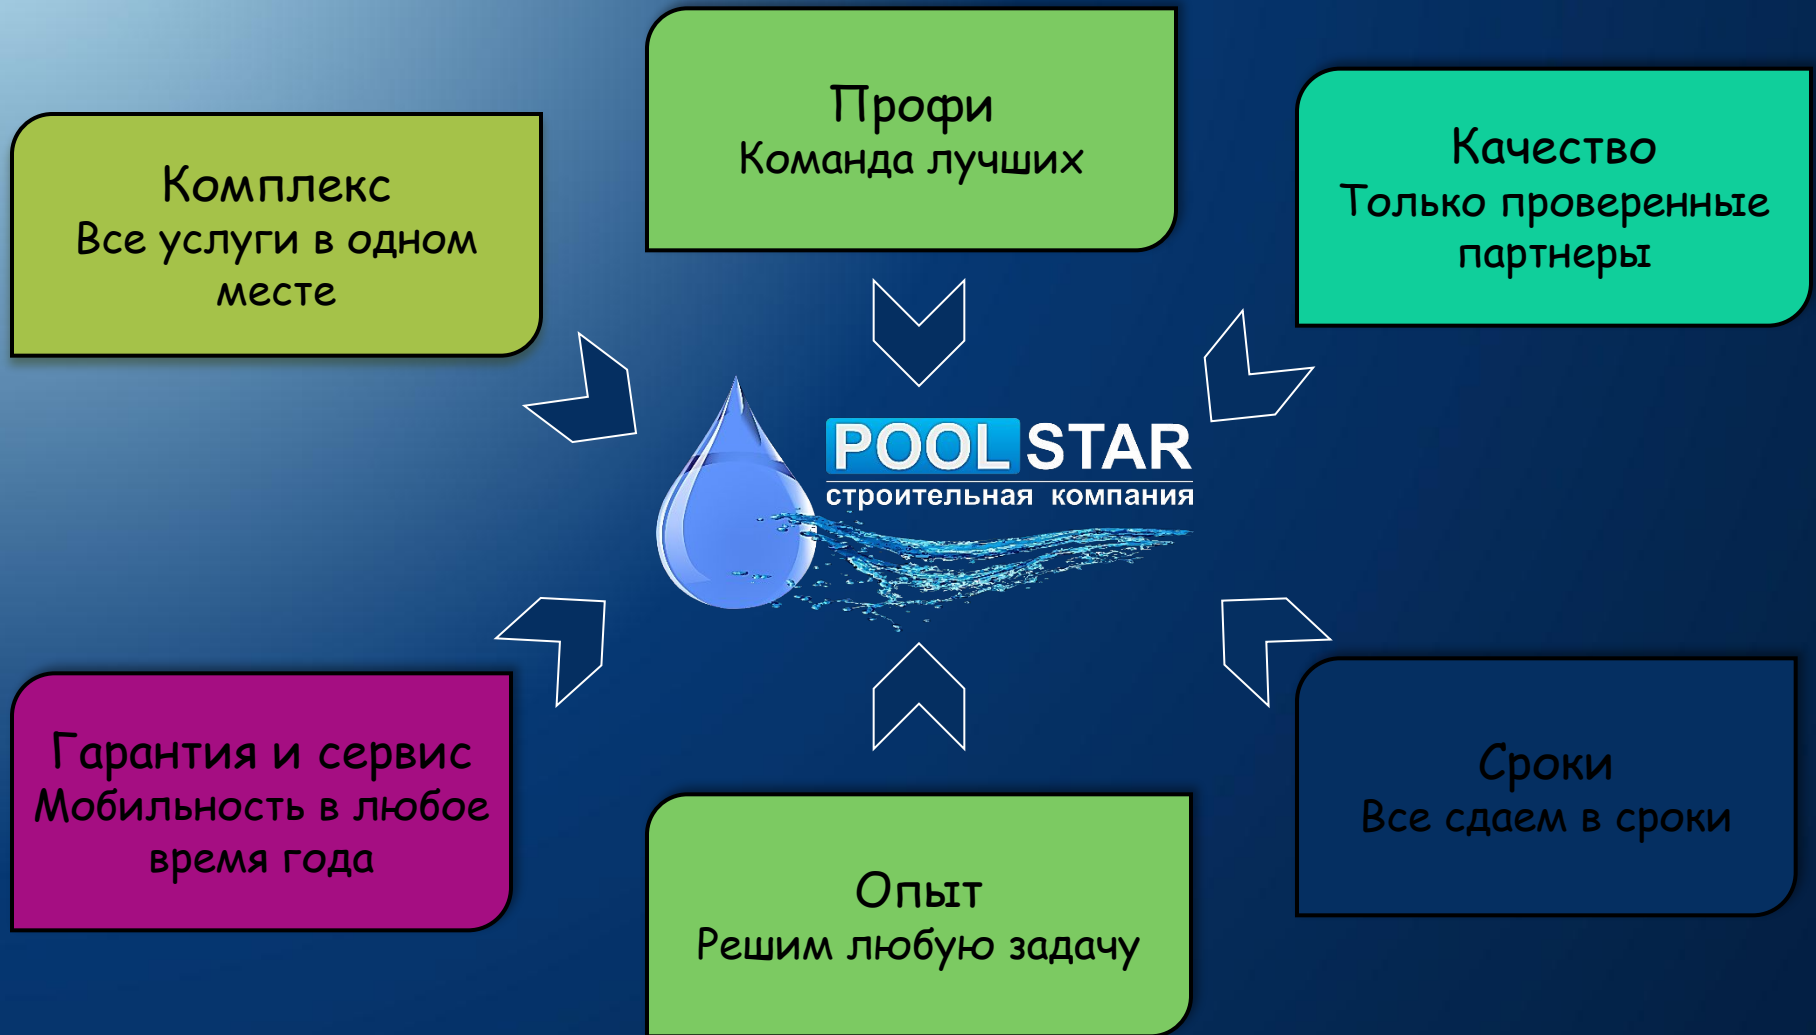 Профи
Команда лучших
Комплекс
Все услуги в одном
месте
Качество
Только проверенные
партнеры
POOL STAR
строительная компания
Гарантия и сервис
Мобильность в любое
время года
Опыт
Решим любую задачу
Сроки
Все сдаем в сроки